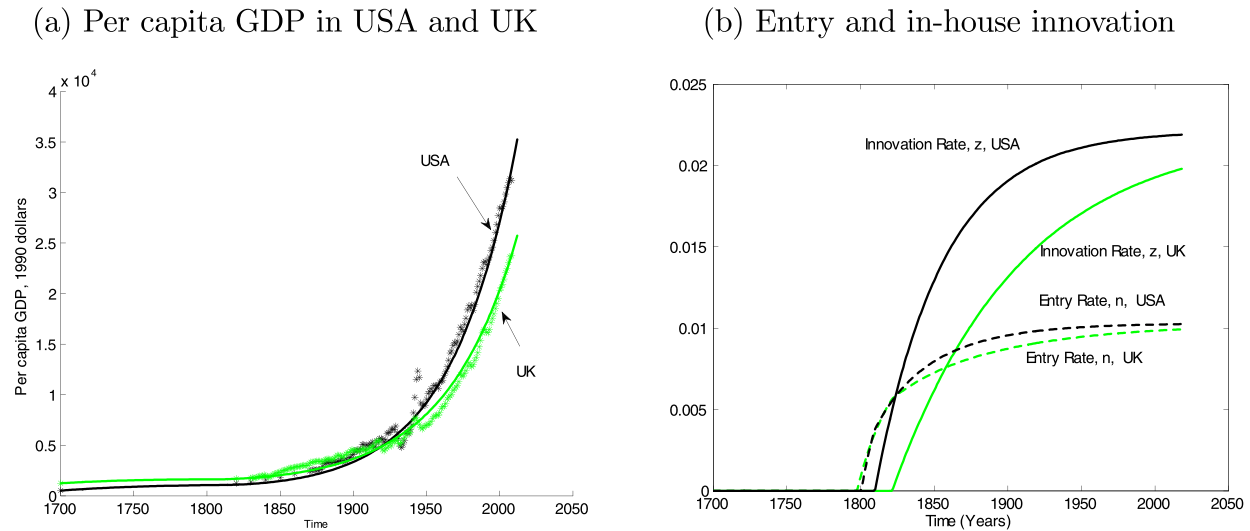 (a) Per capita GDP in USA and UK
x 10^4
4
3.5
3
2.5
2
1.5
1
0.5
0
1700 1750 1800 1850 1900 1950 2000 2050
Time
Per capita GDP, 1990 dollars
USA
UK
(b) Entry and in-house innovation
0.025
0.02
0.015
0.01
0.005
0
1700 1750 1800 1850 1900 1950 2000 2050
Time (Years)
Innovation Rate, z, USA
Innovation Rate, z, UK
Entry Rate, n, USA
Entry Rate, n, UK